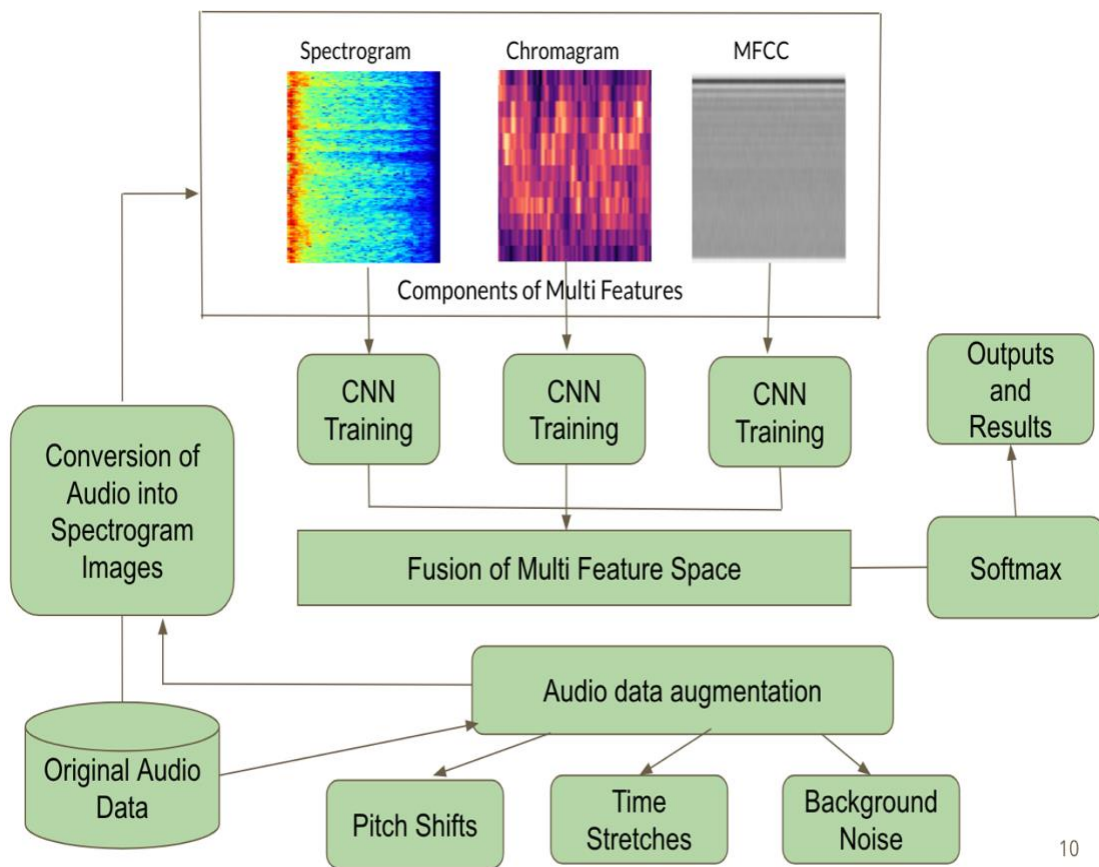 Spectrogram
Chromagram
MFCC
Components of Multi Features
CNN
Training
CNN
Training
CNN
Training
Outputs
and
Results
Conversion of
Audio into
Spectrogram
Images
Fusion of Multi Feature Space
Softmax
Audio data augmentation
Original Audio
Data
Pitch Shifts
Time
Stretches
Background
Noise
10